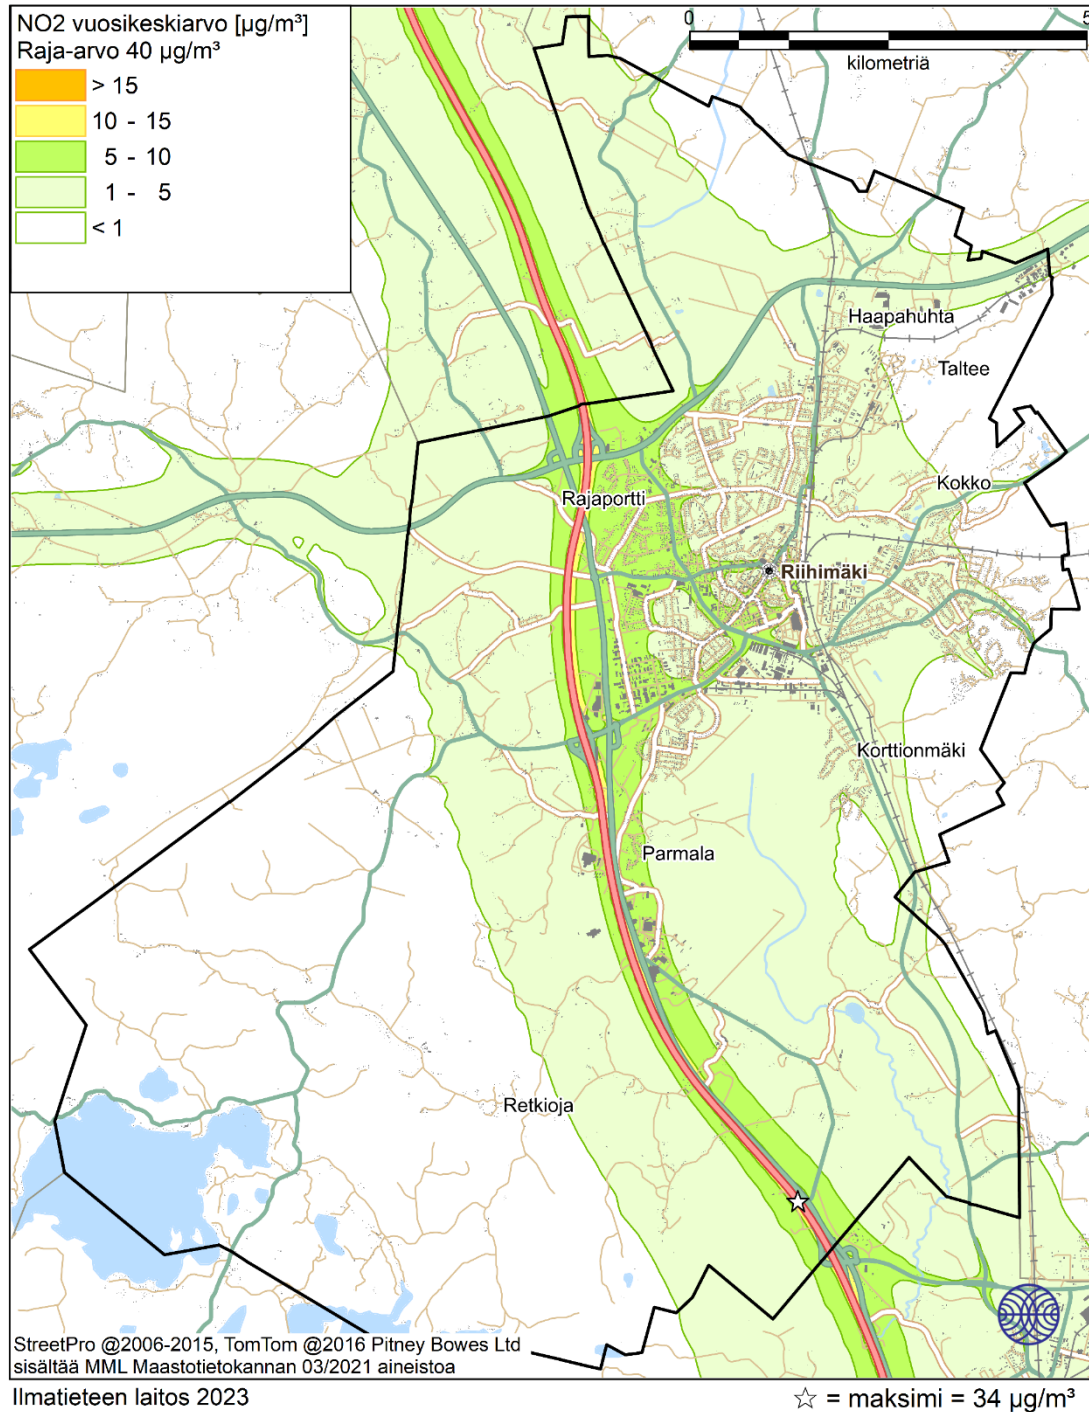 NO2 vuosikeskiarvo [µg/m³]
Raja-arvo 40 µg/m³
> 15
10 - 15
5 - 10
1 - 5
< 1
0 5
kilometriä
Haapahuhta
Taltee
Kokko
Rajaportti
Riihimäki
Korttionmäki
Parmala
Retkioja
StreetPro @2006-2015, TomTom @2016 Pitney Bowes Ltd
sisältää MML Maastotietokannan 03/2021 aineistoa
Ilmatieteen laitos 2023
☆ = maksimi = 34 µg/m³